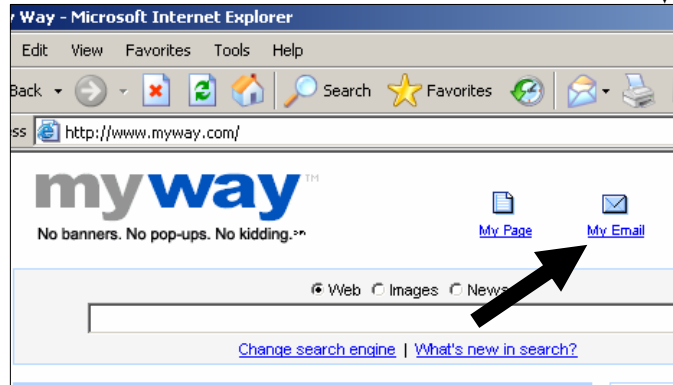 y Way - Microsoft Internet Explorer
Edit View Favorites Tools Help
Back Search Favorites
ss http://www.myway.com/
myway™
No banners. No pop-ups. No kidding.℠
My Page My Email
Web Images News
Change search engine | What's new in search?